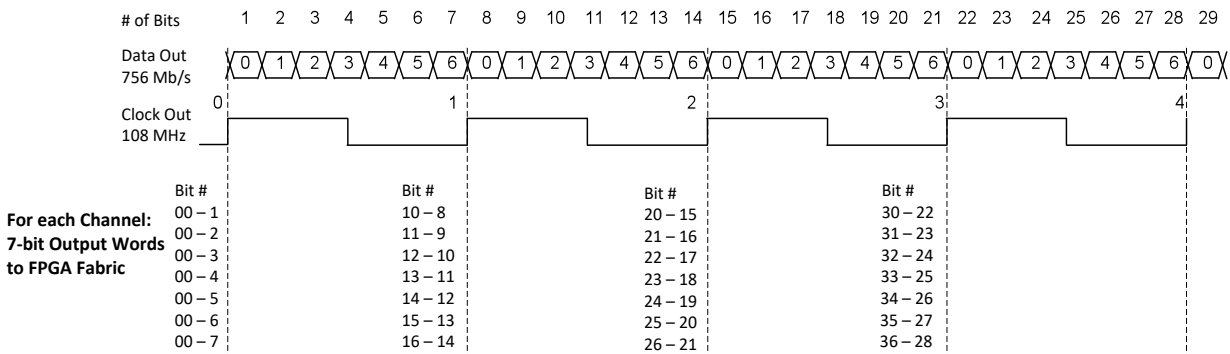 # of Bits 1 2 3 4 5 6 7 8 9 10 11 12 13 14 15 16 17 18 19 20 21 22 23 24 25 26 27 28 29
Data Out 0 1 2 3 4 5 6 0 1 2 3 4 5 6 0 1 2 3 4 5 6 0 1 2 3 4 5 6 0
756 Mb/s
0 1 2 3 4
Clock Out
108 MHz
Bit # Bit # Bit # Bit #
00 – 1 10 – 8 20 – 15 30 – 22
For each Channel: 00 – 2 11 – 9 21 – 16 31 – 23
7-bit Output Words 00 – 3 12 – 10 22 – 17 32 – 24
to FPGA Fabric 00 – 4 13 – 11 23 – 18 33 – 25
00 – 5 14 – 12 24 – 19 34 – 26
00 – 6 15 – 13 25 – 20 35 – 27
00 – 7 16 – 14 26 – 21 36 – 28